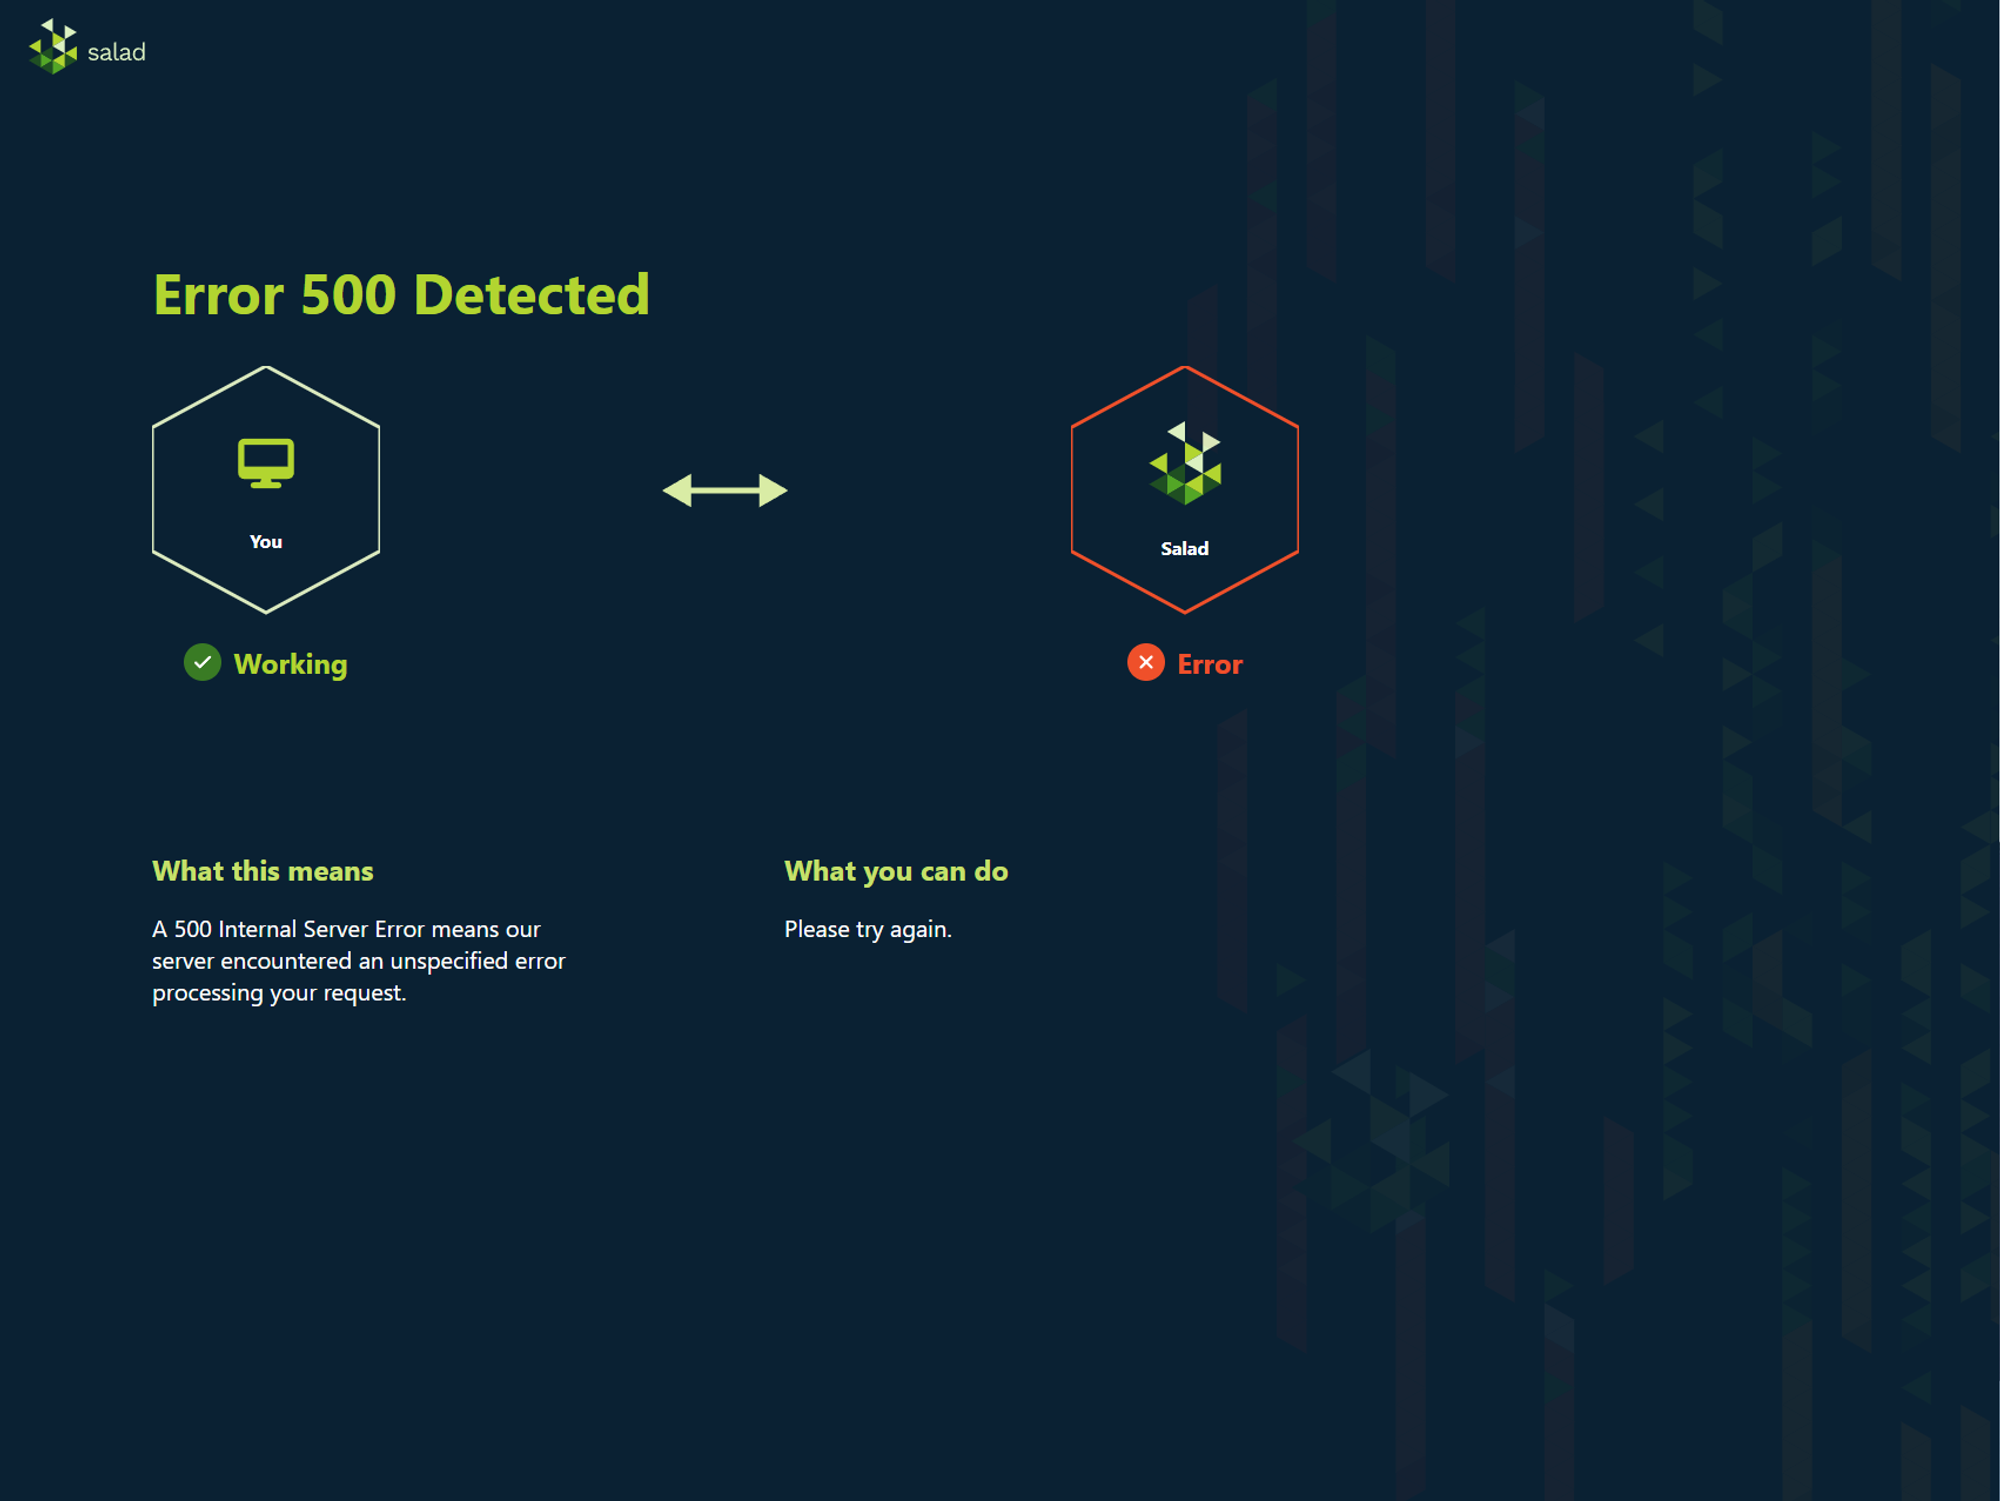 salad
Error 500 Detected
You
Salad
Working
Error
What this means
A 500 Internal Server Error means our
server encountered an unspecified error
processing your request.
What you can do
Please try again.